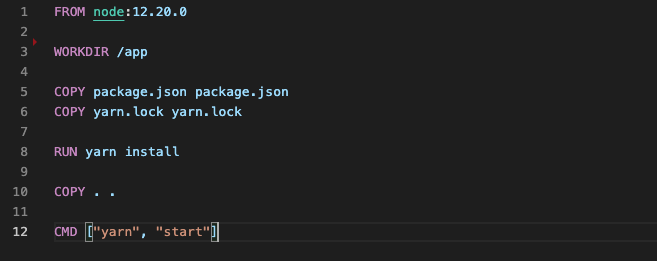 1 FROM node:12.20.0
2
3 WORKDIR /app
4
5 COPY package.json package.json
6 COPY yarn.lock yarn.lock
7
8 RUN yarn install
9
10 COPY . .
11
12 CMD ["yarn", "start"]